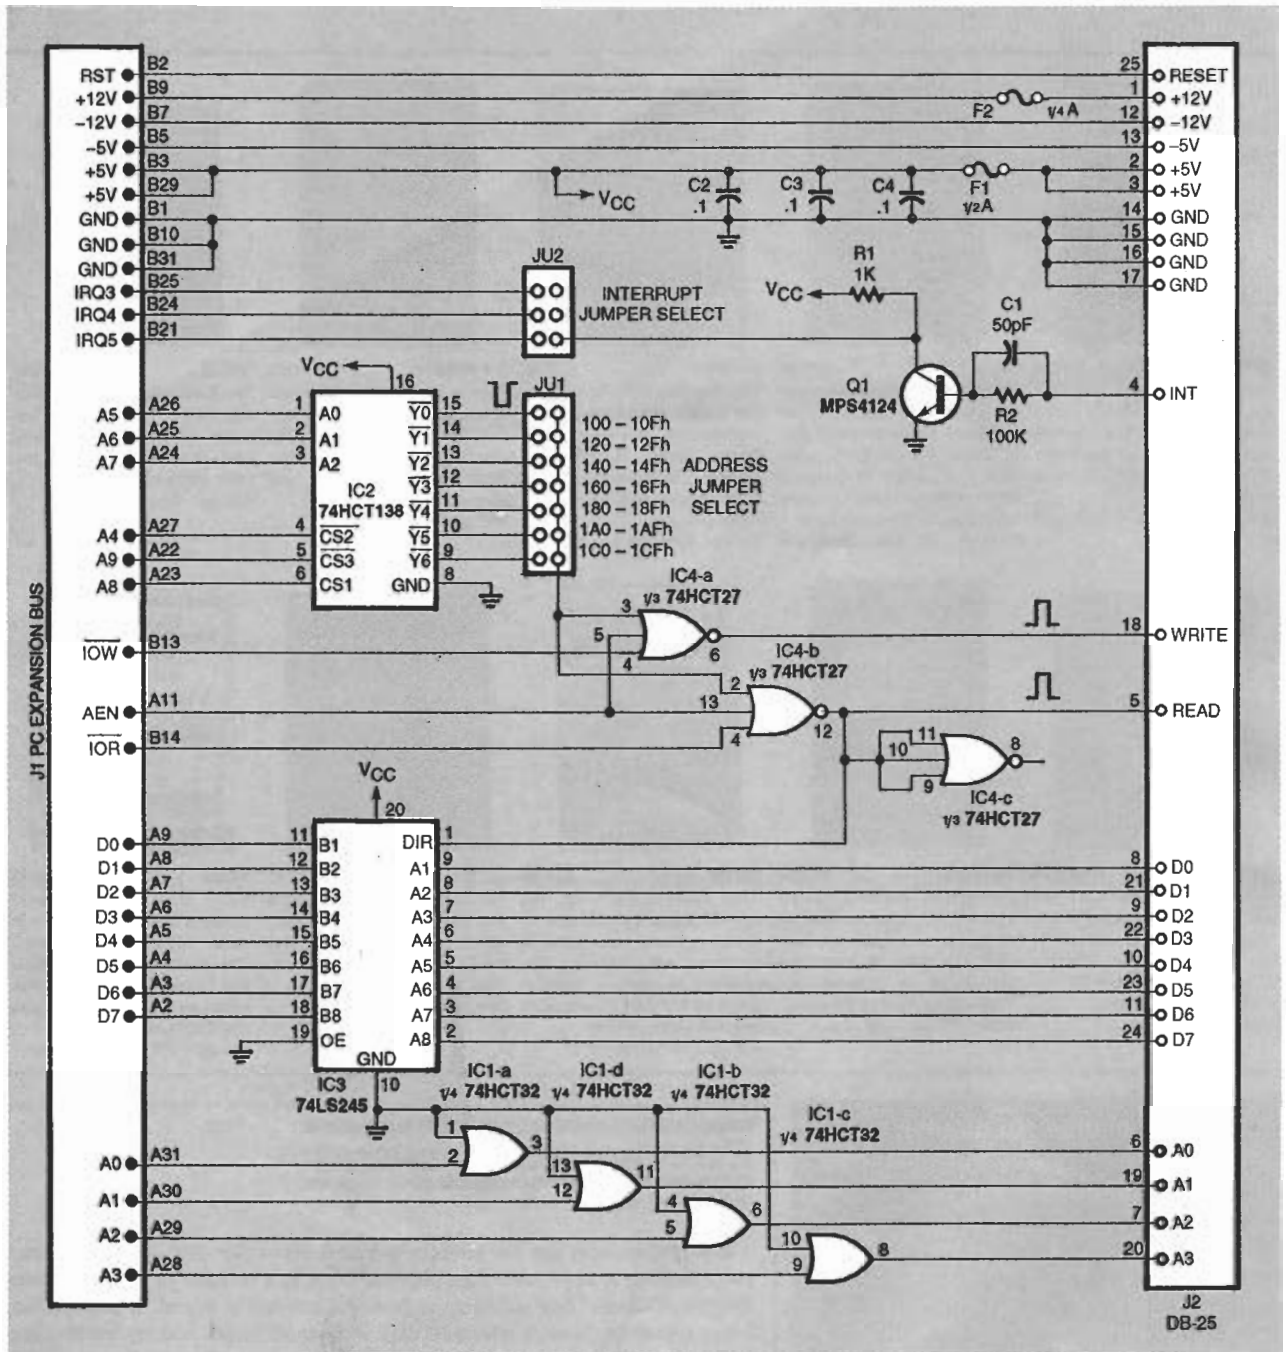 J1 PC EXPANSION BUS
RST B2 25 RESET
+12V B9 F2 1/4 A 1 +12V
−12V B7 12 −12V
−5V B5 13 −5V
+5V B3 2 +5V
+5V B29 VCC C2 .1 C3 .1 C4 .1 F1 1/2A 3 +5V
GND B1 14 GND
GND B10 15 GND
GND B31 16 GND
17 GND
IRQ3 B25
IRQ4 B24
IRQ5 B21
JU2
INTERRUPT
JUMPER SELECT
VCC R1
1K
C1
50pF
Q1
MPS4124
R2
100K
4 INT
VCC 16
JU1
A5 A26 1 A0 Y0 15
A6 A25 2 A1 Y1 14
A7 A24 3 A2 Y2 13
Y3 12
IC2
74HCT138 Y4 11
A4 A27 4 CS2 Y5 10
A9 A22 5 CS3 Y6 9
A8 A23 6 CS1 GND 8
100 – 10Fh
120 – 12Fh
140 – 14Fh
160 – 16Fh
180 – 18Fh
1A0 – 1AFh
1C0 – 1CFh
ADDRESS
JUMPER
SELECT
IC4-a
1/3 74HCT27
3
5
4
6
18 WRITE
IOW B13
IC4-b
1/3 74HCT27
2
13
4
12
5 READ
AEN A11
IOR B14
11
10
9
8
IC4-c
1/3 74HCT27
VCC
20
D0 A9 11 B1 DIR 1
D1 A8 12 B2 A1 9 8 D0
D2 A7 13 B3 A2 8 21 D1
D3 A6 14 B4 A3 7 9 D2
D4 A5 15 B5 A4 6 22 D3
D5 A4 16 B6 A5 5 10 D4
D6 A3 17 B7 A6 4 23 D5
D7 A2 18 B8 A7 3 11 D6
19 OE A8 2 24 D7
GND
10
IC3
74LS245
IC1-a
1/4 74HCT32
IC1-d
1/4 74HCT32
IC1-b
1/4 74HCT32
IC1-c
1/4 74HCT32
A0 A31 1 2 3 6 A0
A1 A30 13 12 11 19 A1
A2 A29 4 5 6 7 A2
A3 A28 10 9 8 20 A3
J2
DB-25